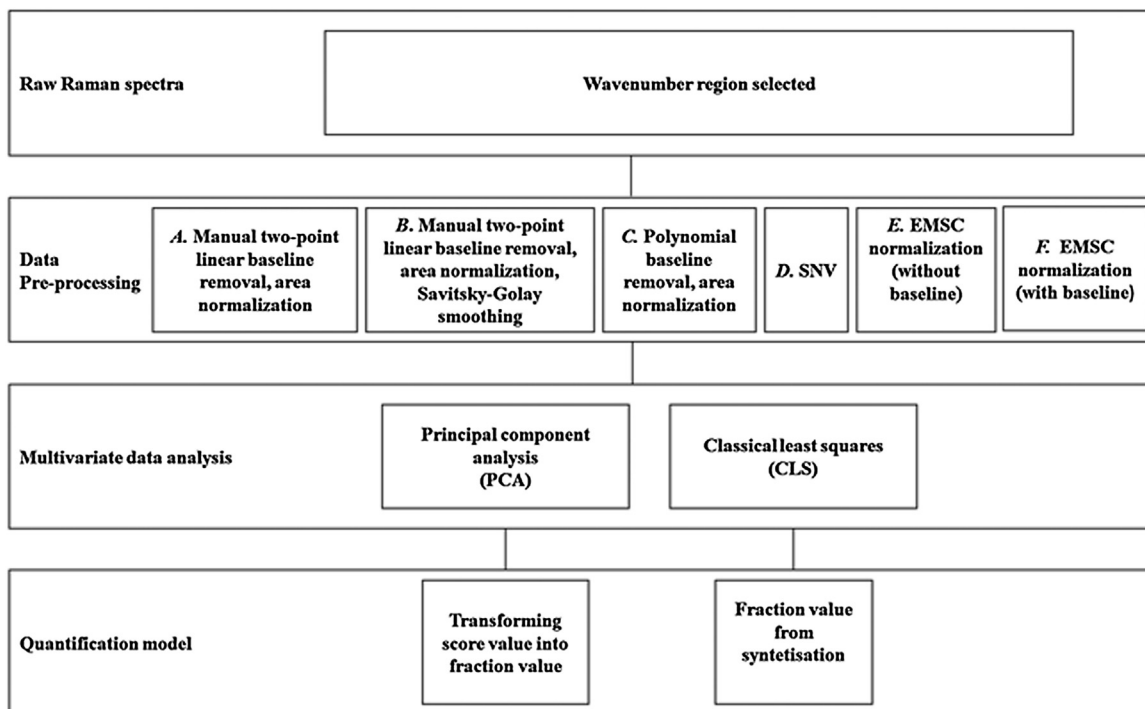 Raw Raman spectra
Wavenumber region selected
Data
Pre-processing
A. Manual two-point
linear baseline
removal, area
normalization
B. Manual two-point
linear baseline removal,
area normalization,
Savitsky-Golay
smoothing
C. Polynomial
baseline
removal, area
normalization
D. SNV
E. EMSC
normalization
(without
baseline)
F. EMSC
normalization
(with baseline)
Multivariate data analysis
Principal component
analysis
(PCA)
Classical least squares
(CLS)
Quantification model
Transforming
score value into
fraction value
Fraction value
from
syntetisation